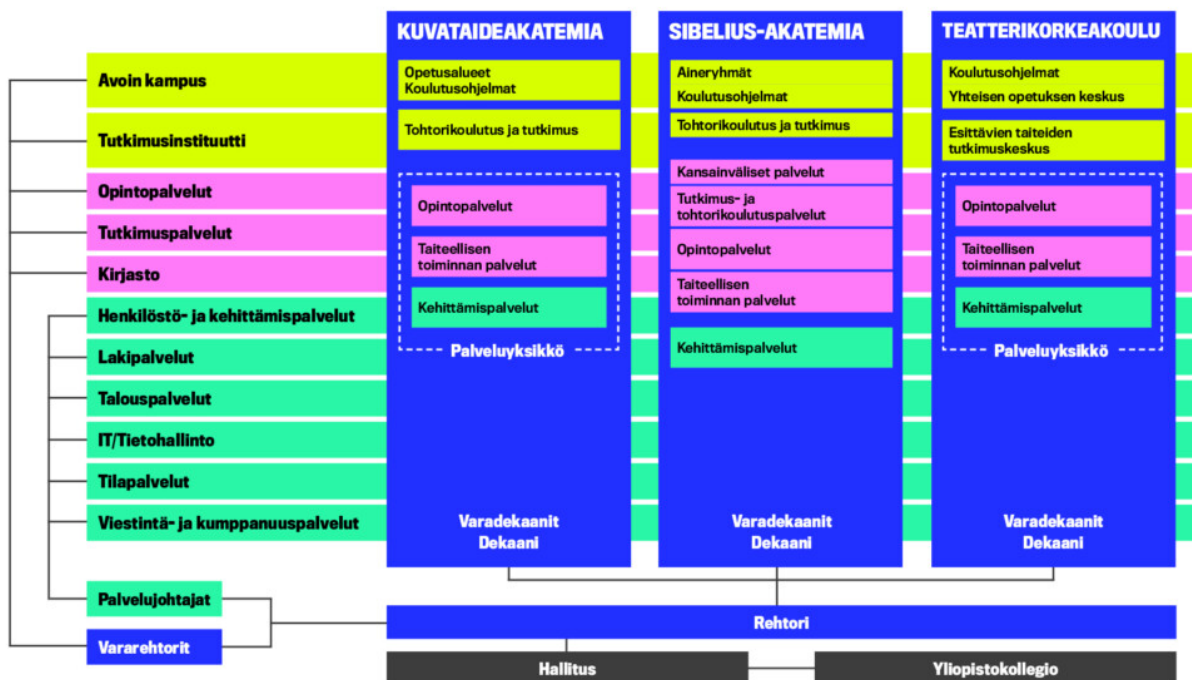 KUVATAIDEAKATEMIA
SIBELIUS-AKATEMIA
TEATTERIKORKEAKOULU
Avoin kampus
Tutkimusinstituutti
Opintopalvelut
Tutkimuspalvelut
Kirjasto
Henkilöstö- ja kehittämispalvelut
Lakipalvelut
Talouspalvelut
IT/Tietohallinto
Tilapalvelut
Viestintä- ja kumppanuuspalvelut
Palvelujohtajat
Vararehtorit
Opetusalueet
Koulutusohjelmat
Tohtorikoulutus ja tutkimus
Opintopalvelut
Taiteellisen
toiminnan palvelut
Kehittämispalvelut
Palveluyksikkö
Varadekaanit
Dekaani
Aineryhmät
Koulutusohjelmat
Tohtorikoulutus ja tutkimus
Kansainväliset palvelut
Tutkimus- ja
tohtorikoulutuspalvelut
Opintopalvelut
Taiteellisen
toiminnan palvelut
Kehittämispalvelut
Varadekaanit
Dekaani
Koulutusohjelmat
Yhteisen opetuksen keskus
Esittävien taiteiden
tutkimuskeskus
Opintopalvelut
Taiteellisen
toiminnan palvelut
Kehittämispalvelut
Palveluyksikkö
Varadekaanit
Dekaani
Rehtori
Hallitus
Yliopistokollegio